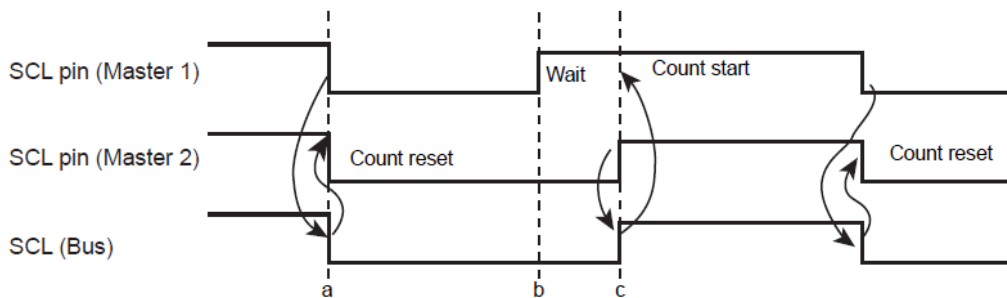 SCL pin (Master 1)
Wait
Count start
SCL pin (Master 2)
Count reset
Count reset
SCL (Bus)
a
b
c